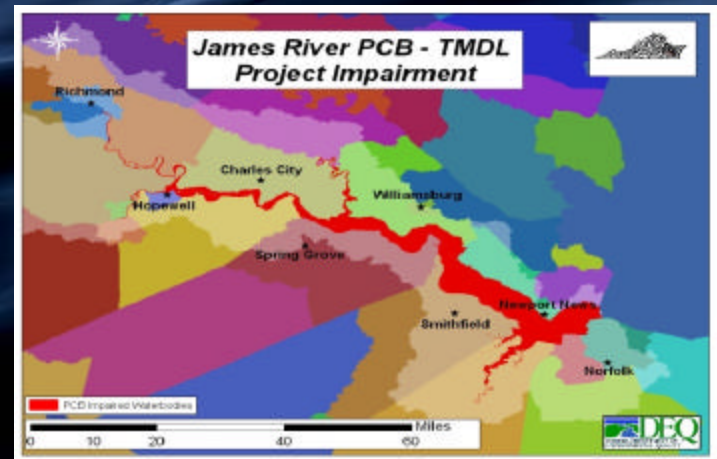 James River PCB - TMDL
Project Impairment
Richmond
Charles City
Hopewell
Williamsburg
Spring Grove
Newport News
Smithfield
Norfolk
PCB Impaired Waterbodies
Miles
0 10 20 40 60
DEQ